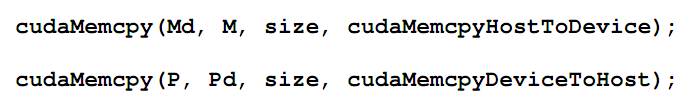 cudaMemcpy(Md, M, size, cudaMemcpyHostToDevice);
cudaMemcpy(P, Pd, size, cudaMemcpyDeviceToHost);